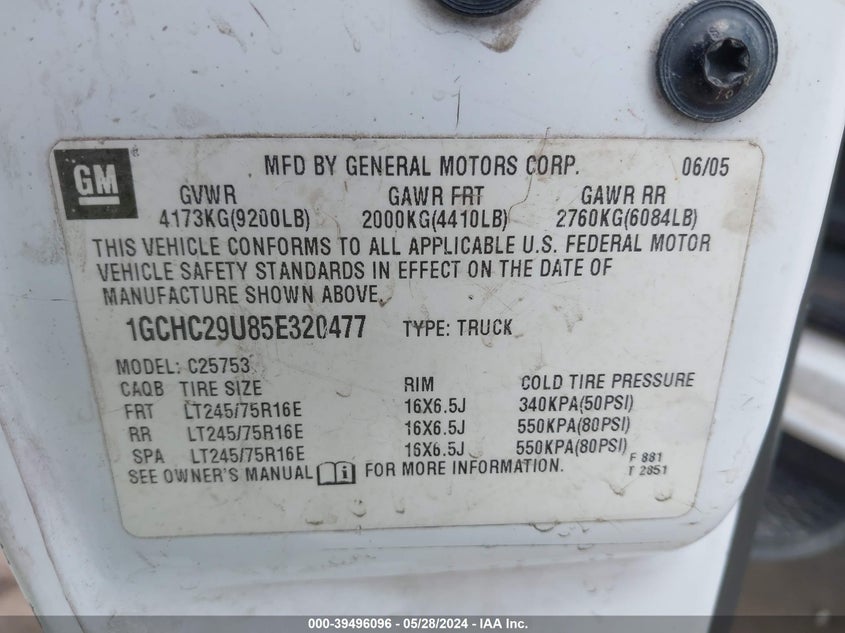 GM
MFD BY GENERAL MOTORS CORP. 06/05
GVWR GAWR FRT GAWR RR
4173KG(9200LB) 2000KG(4410LB) 2760KG(6084LB)
THIS VEHICLE CONFORMS TO ALL APPLICABLE U.S. FEDERAL MOTOR
VEHICLE SAFETY STANDARDS IN EFFECT ON THE DATE OF
MANUFACTURE SHOWN ABOVE.
1GCHC29U85E320477 TYPE: TRUCK
MODEL: C25753
CAQB TIRE SIZE RIM COLD TIRE PRESSURE
FRT LT245/75R16E 16X6.5J 340KPA(50PSI)
RR LT245/75R16E 16X6.5J 550KPA(80PSI)
SPA LT245/75R16E 16X6.5J 550KPA(80PSI)
SEE OWNER'S MANUAL i FOR MORE INFORMATION.
F 881
T 2851
000-39496096 - 05/28/2024 - IAA Inc.